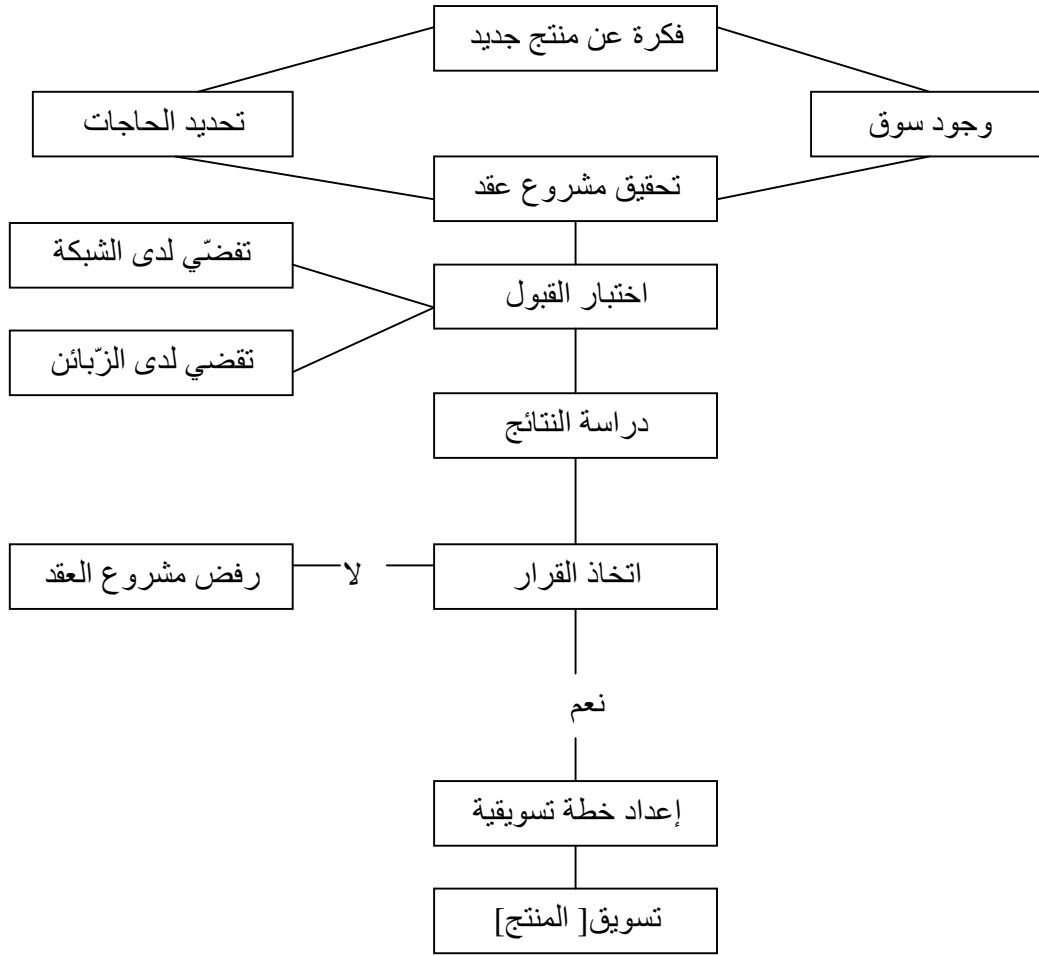 فكرة عن منتج جديد
وجود سوق
تحديد الحاجات
تحقيق مشروع عقد
تفضّي لدى الشبكة
اختبار القبول
تقضي لدى الزّبائن
دراسة النتائج
اتخاذ القرار
لا
رفض مشروع العقد
نعم
إعداد خطة تسويقية
تسويق[ المنتج]